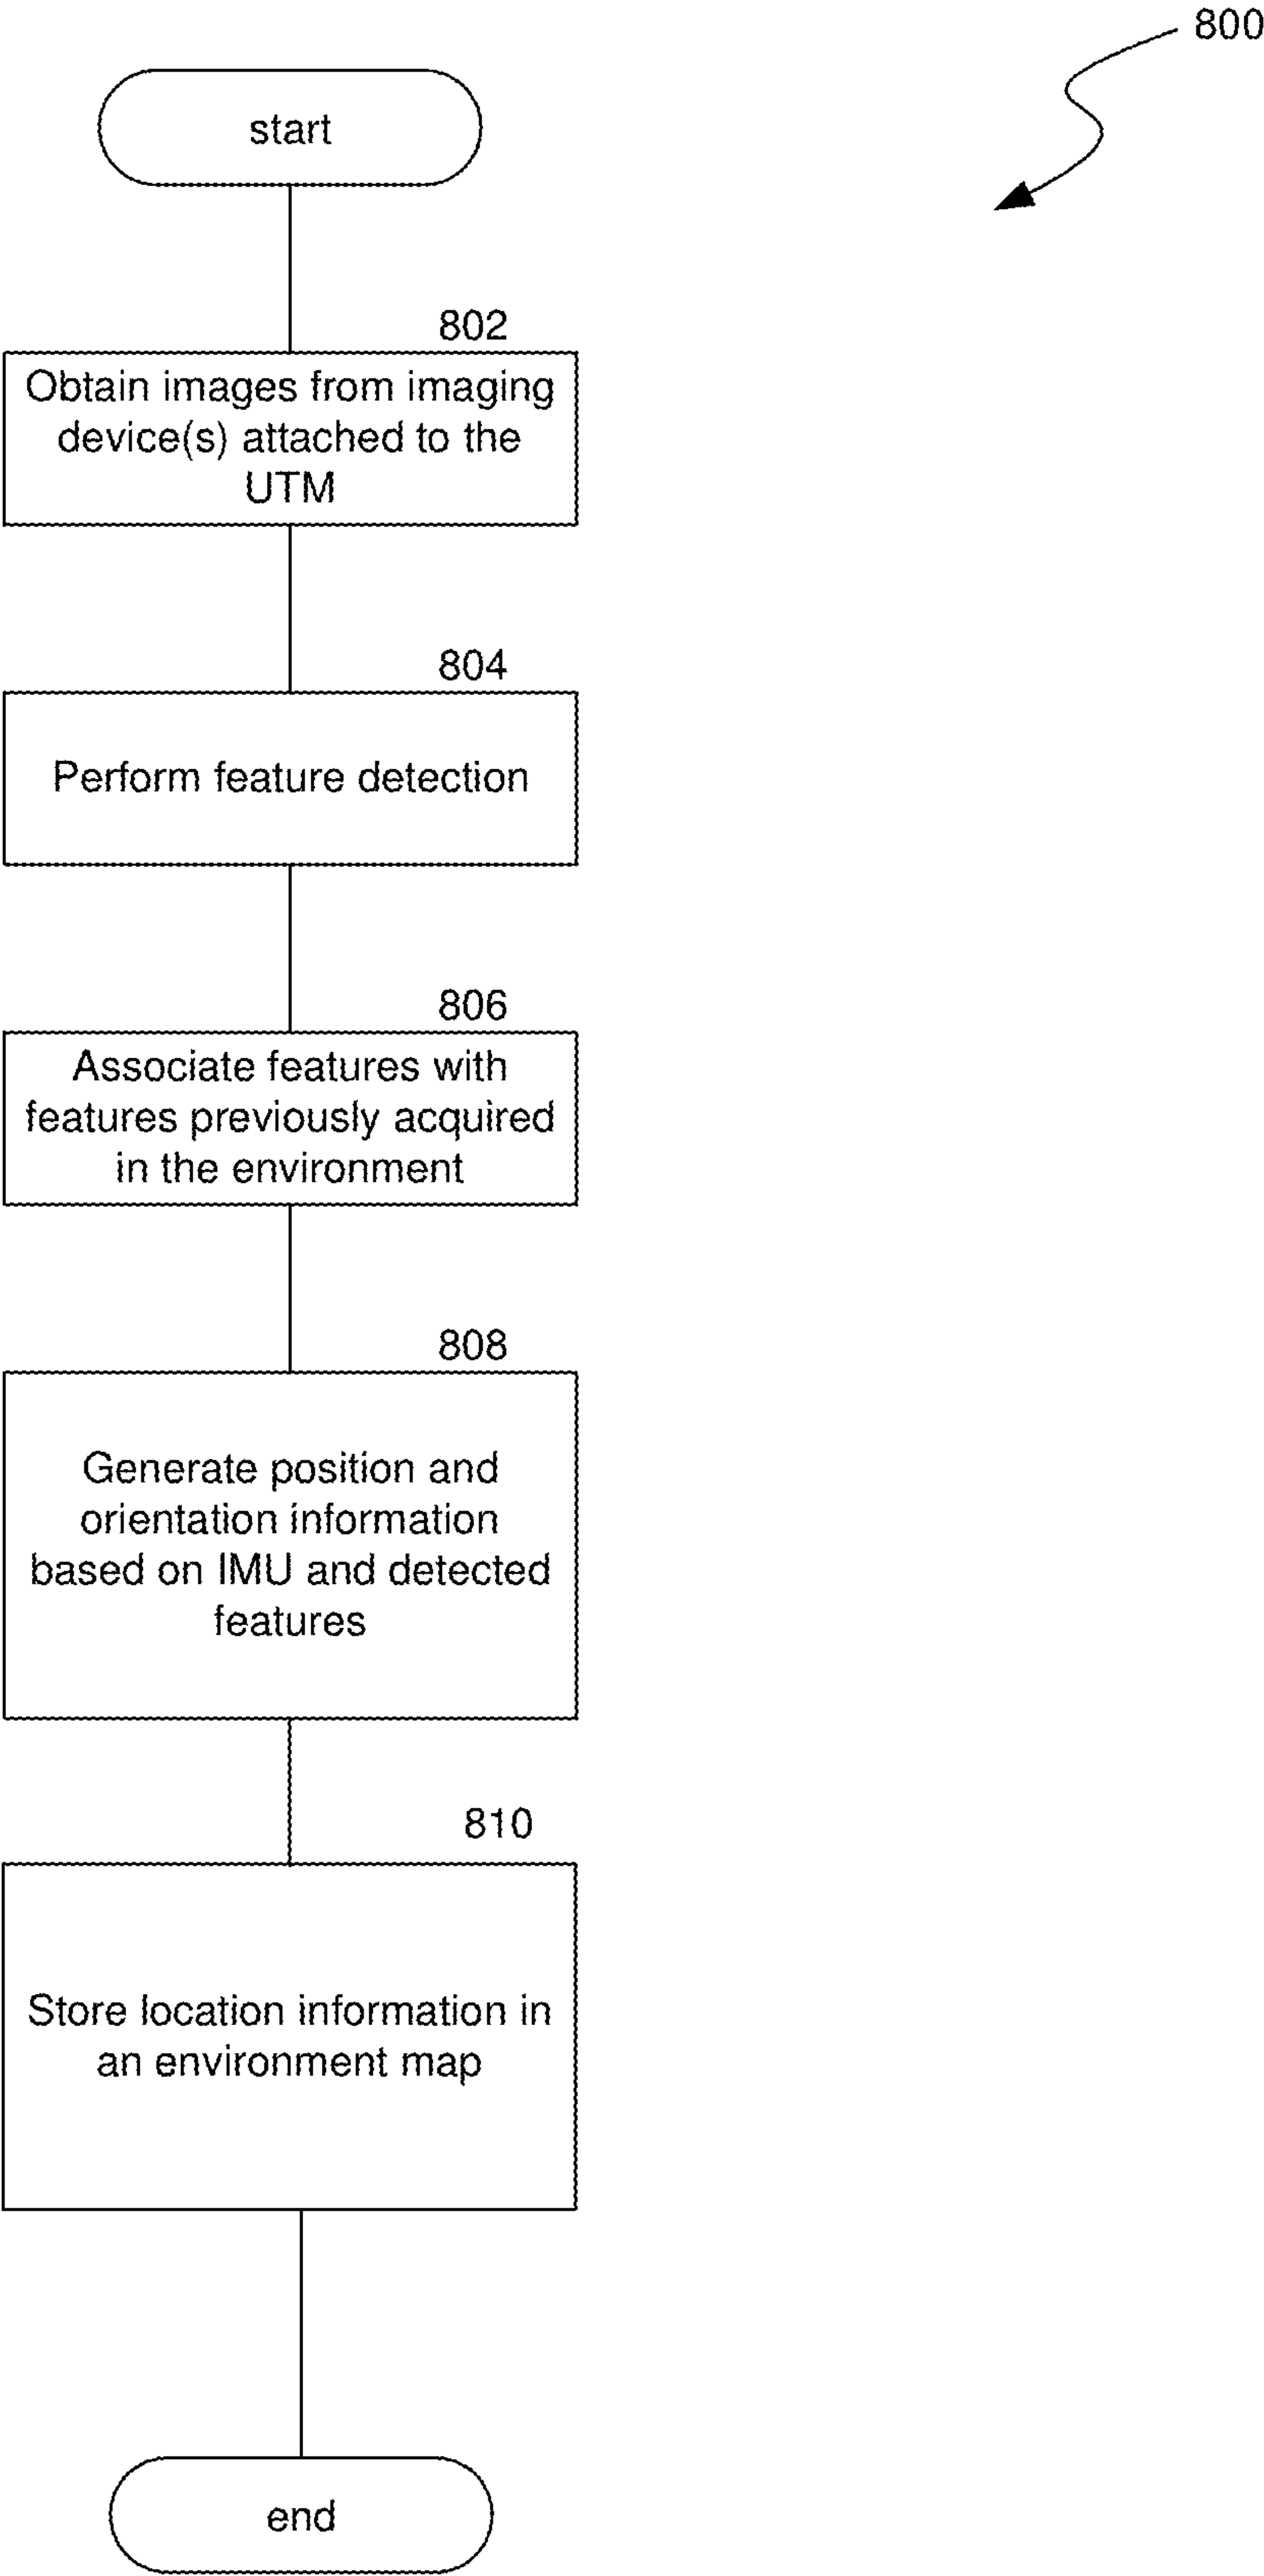 800
start
802
Obtain images from imaging
device(s) attached to the
UTM
804
Perform feature detection
806
Associate features with
features previously acquired
in the environment
808
Generate position and
orientation information
based on IMU and detected
features
810
Store location information in
an environment map
end